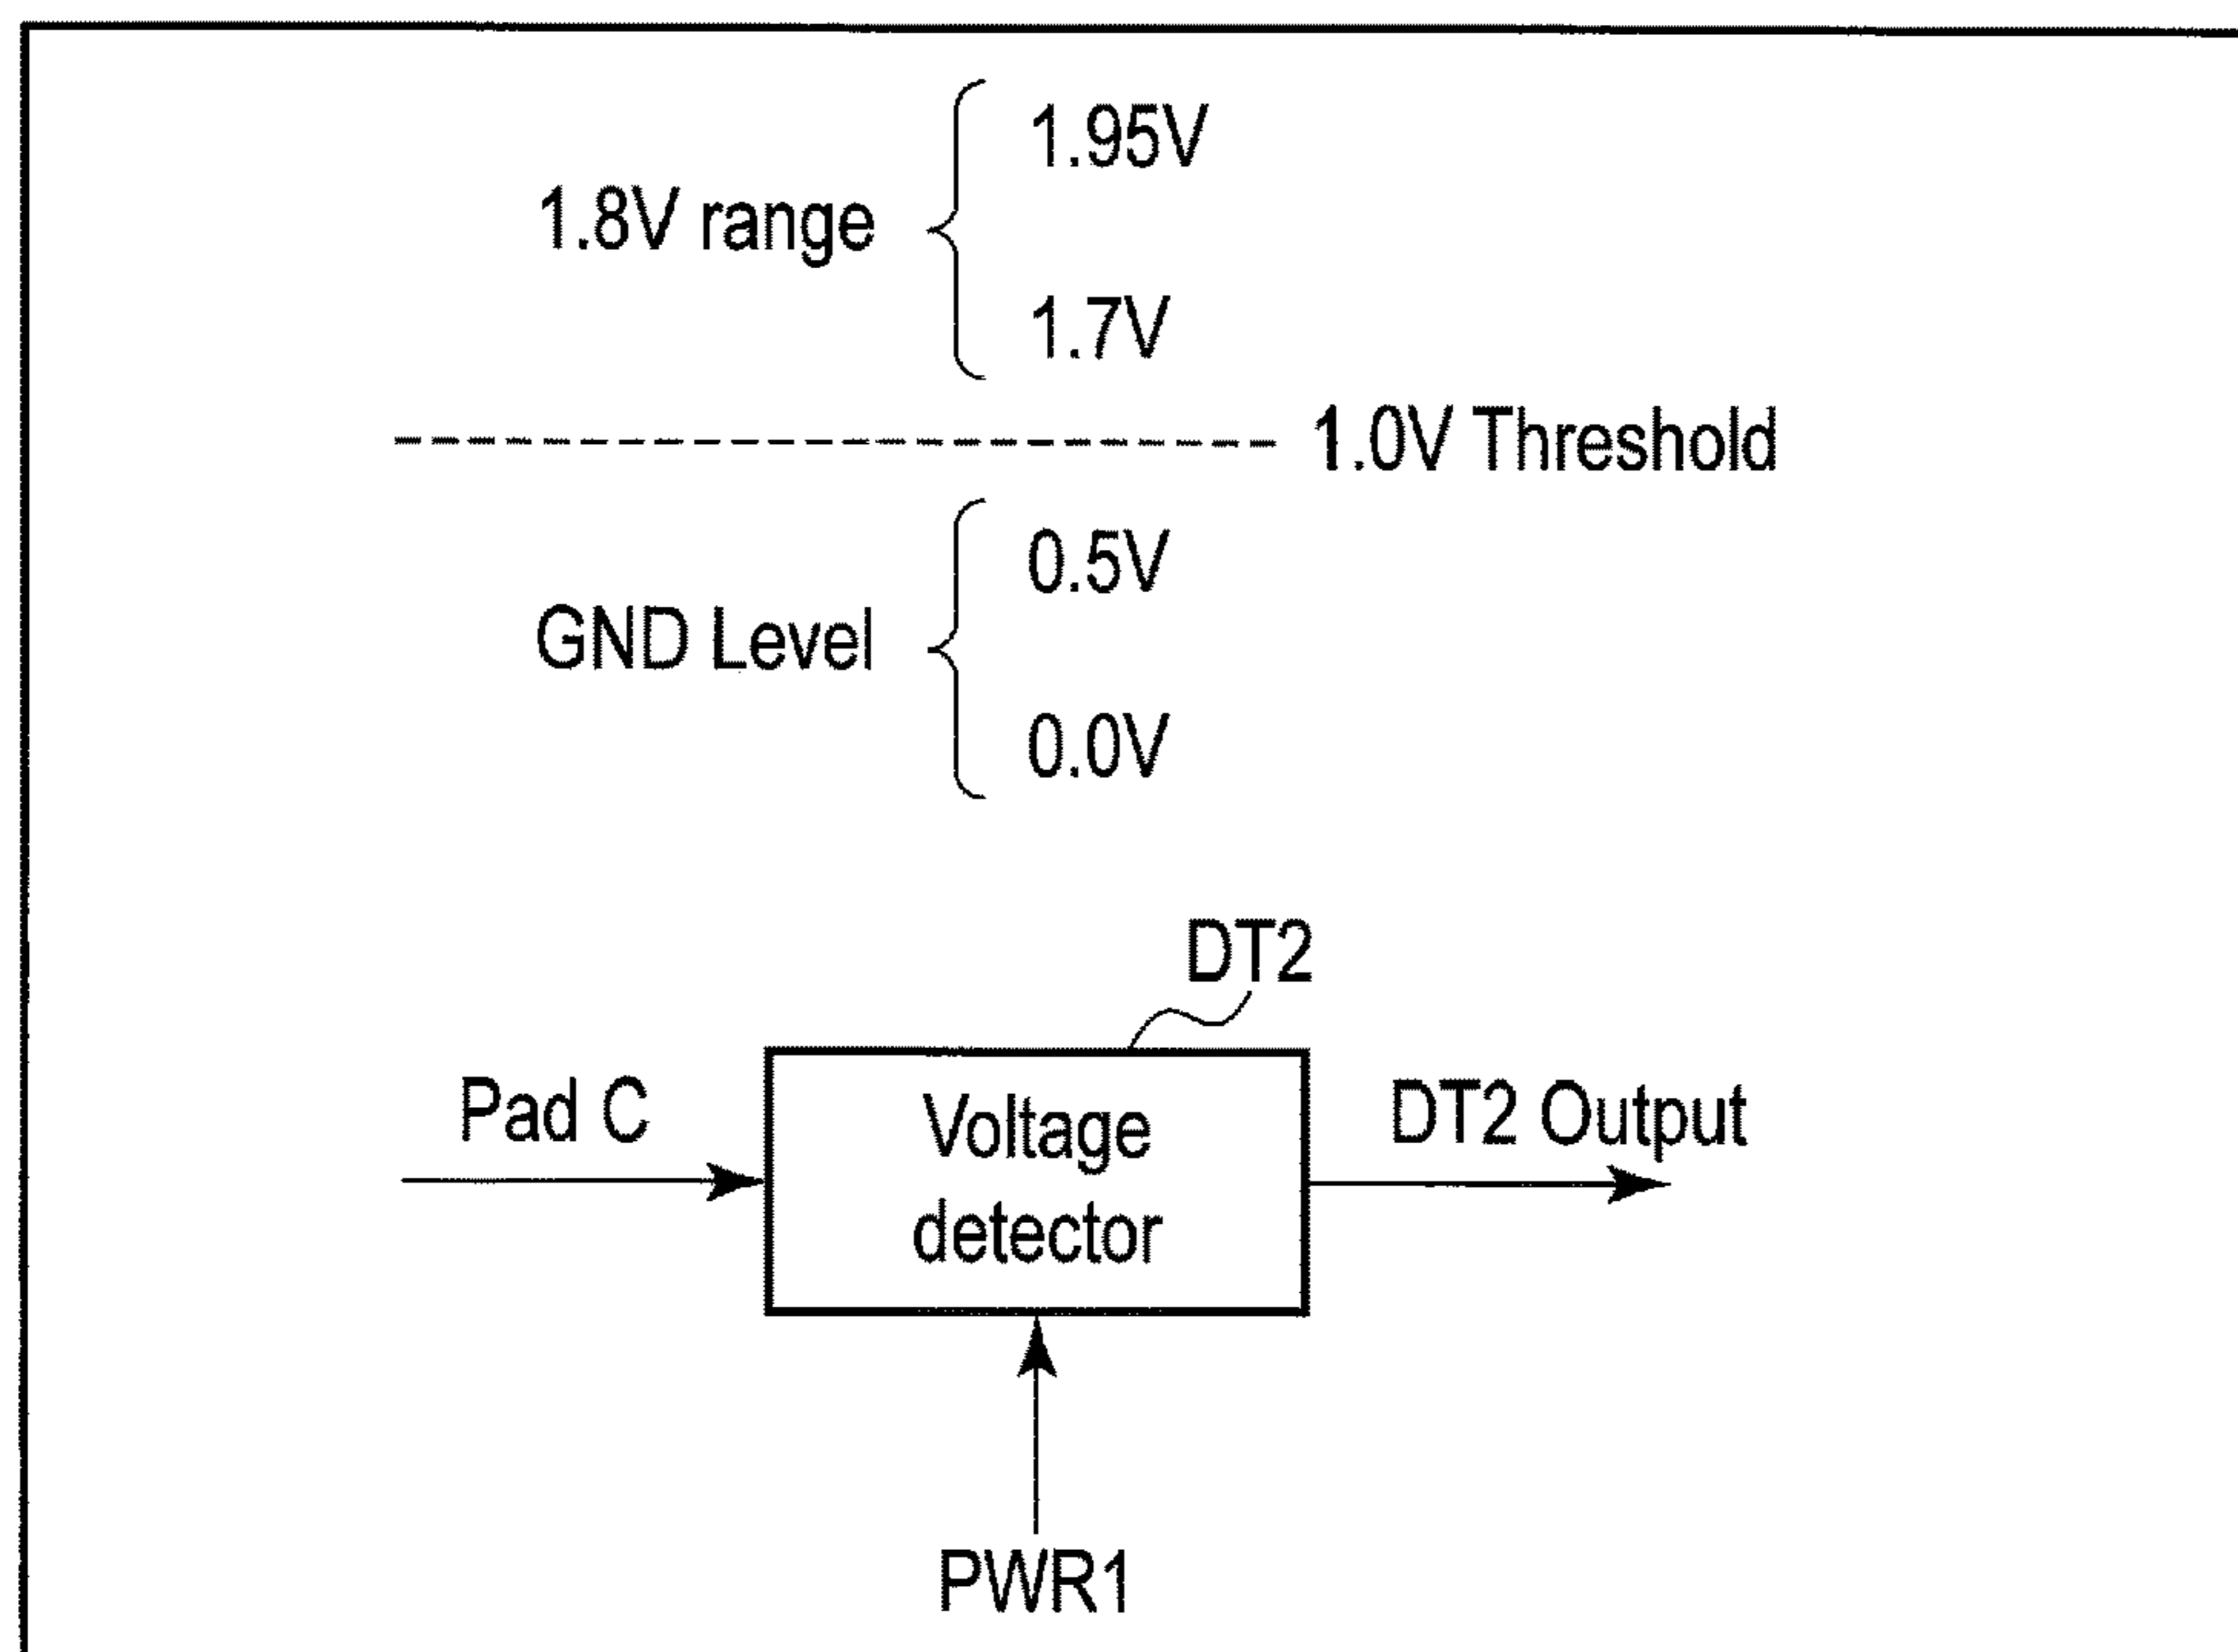 1.95V
1.8V range
1.7V
1.0V Threshold
0.5V
GND Level
0.0V
DT2
Pad C
Voltage
detector
DT2 Output
PWR1